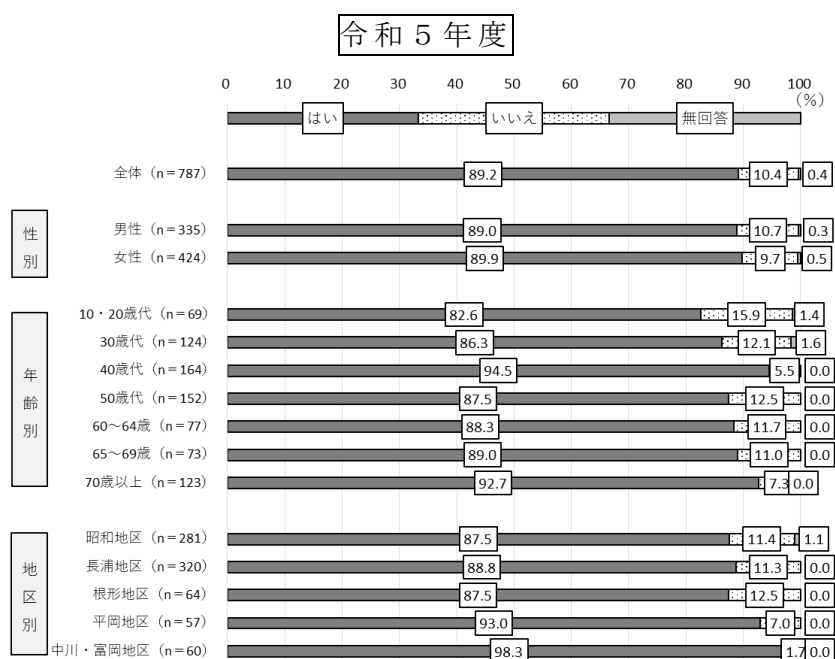 令和５年度
0 10 20 30 40 50 60 70 80 90 100
(%)
はい いいえ 無回答
全体（n＝787） 89.2 10.4 0.4
性別
男性（n＝335） 89.0 10.7 0.3
女性（n＝424） 89.9 9.7 0.5
年齢別
10・20歳代（n＝69） 82.6 15.9 1.4
30歳代（n＝124） 86.3 12.1 1.6
40歳代（n＝164） 94.5 5.5 0.0
50歳代（n＝152） 87.5 12.5 0.0
60～64歳（n＝77） 88.3 11.7 0.0
65～69歳（n＝73） 89.0 11.0 0.0
70歳以上（n＝123） 92.7 7.3 0.0
地区別
昭和地区（n＝281） 87.5 11.4 1.1
長浦地区（n＝320） 88.8 11.3 0.0
根形地区（n＝64） 87.5 12.5 0.0
平岡地区（n＝57） 93.0 7.0 0.0
中川・富岡地区（n＝60） 98.3 1.7 0.0